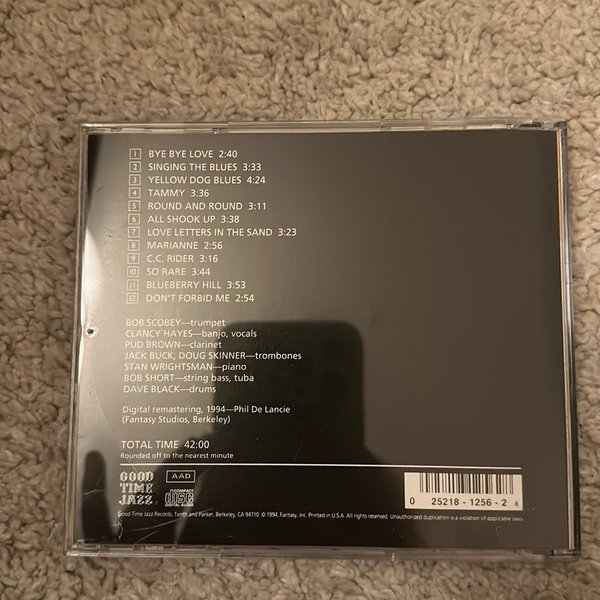 1 BYE BYE LOVE 2:40
2 SINGING THE BLUES 3:33
3 YELLOW DOG BLUES 4:24
4 TAMMY 3:36
5 ROUND AND ROUND 3:11
6 ALL SHOOK UP 3:38
7 LOVE LETTERS IN THE SAND 3:23
8 MARIANNE 2:56
9 C.C. RIDER 3:16
10 SO RARE 3:44
11 BLUEBERRY HILL 3:53
12 DON'T FORBID ME 2:54
BOB SCOBEY—trumpet
CLANCY HAYES—banjo, vocals
PUD BROWN—clarinet
JACK BUCK, DOUG SKINNER—trombones
STAN WRIGHTSMAN—piano
BOB SHORT—string bass, tuba
DAVE BLACK—drums
Digital remastering, 1994—Phil De Lancie
(Fantasy Studios, Berkeley)
TOTAL TIME 42:00
Rounded off to the nearest minute
GOOD
TIME
JAZZ
AAD
COMPACT
disc
DIGITAL AUDIO
0 25218-1256-2 8
Good Time Jazz Records, Tenth and Parker, Berkeley, CA 94710 © 1994, Fantasy, Inc. Printed in U.S.A. All rights reserved. Unauthorized duplication is a violation of applicable laws